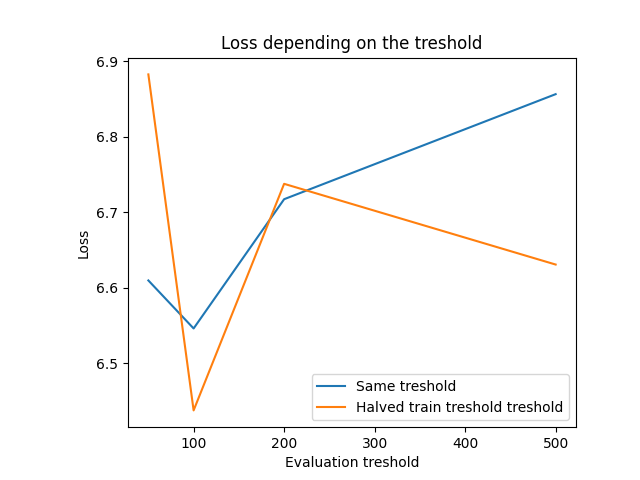 Loss depending on the treshold
6.9
6.8
6.7
6.6
6.5
Loss
100 200 300 400 500
Evaluation treshold
Same treshold
Halved train treshold treshold